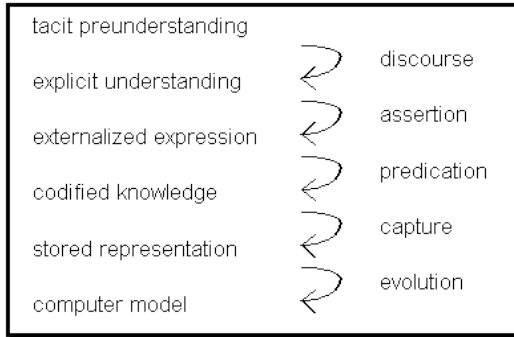 tacit preunderstanding
discourse
explicit understanding
assertion
externalized expression
predication
codified knowledge
capture
stored representation
evolution
computer model